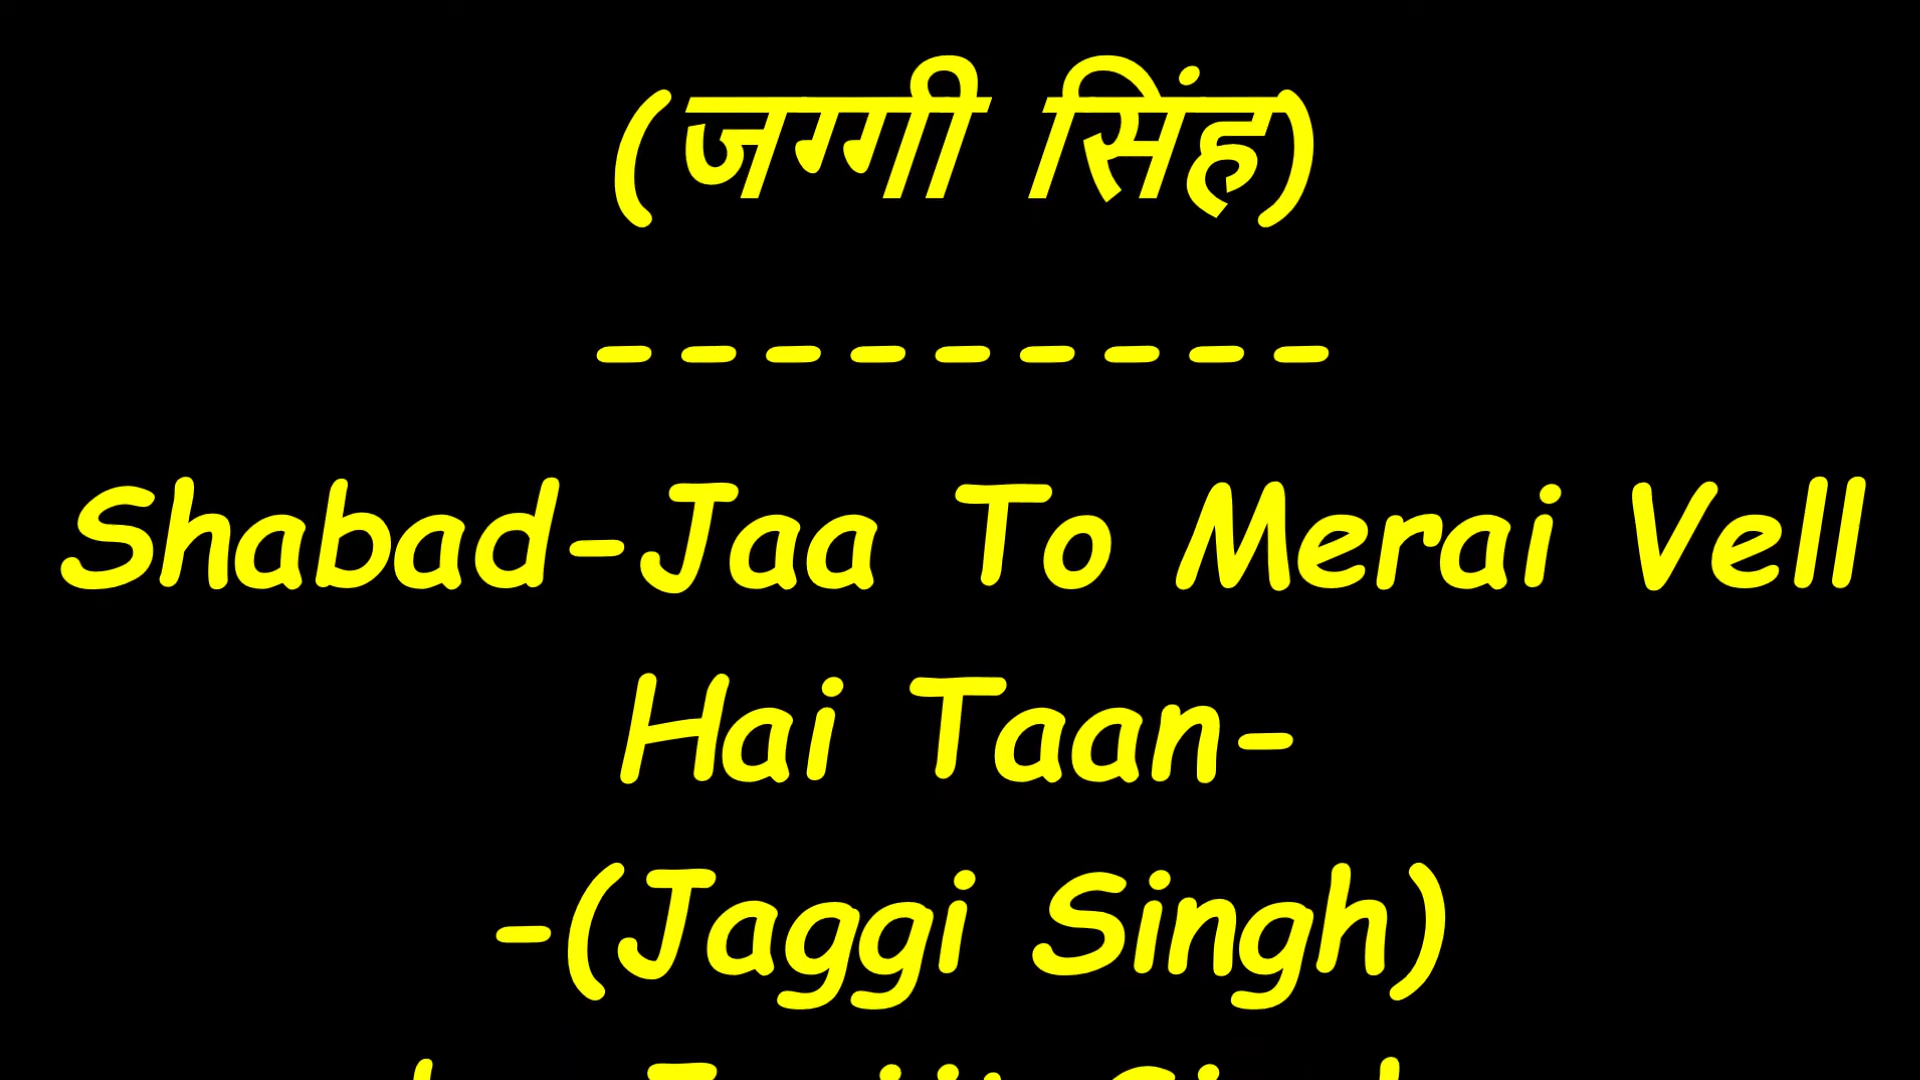 (जग्गी सिंह)
---------
Shabad-Jaa To Merai Vell
Hai Taan-
-(Jaggi Singh)